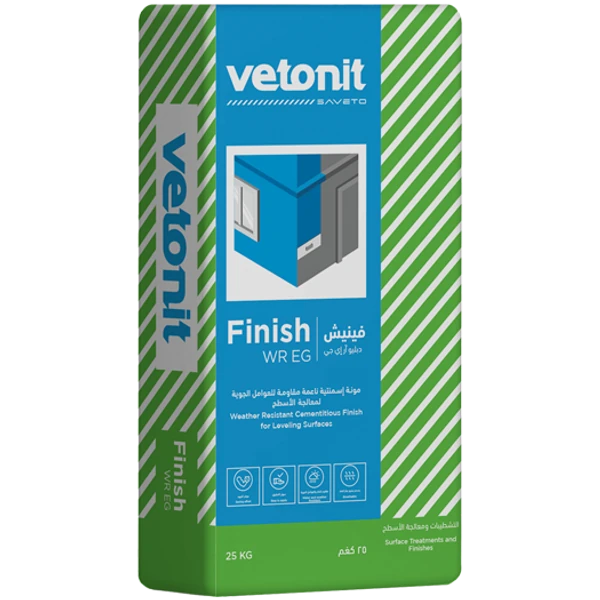 vetonit
SAVETO
Finish
WR EG
فينيش
دبليو آر إي جي
مونة إسمنتية ناعمة مقاومة للعوامل الجوية
لمعالجة الأسطح
Weather Resistant Cementitious Finish
for Leveling Surfaces
25 KG
٢٥ كغم
التشطيبات ومعالجة الأسطح
Surface Treatments and
Finishes
vetonit
Finish
WR EG